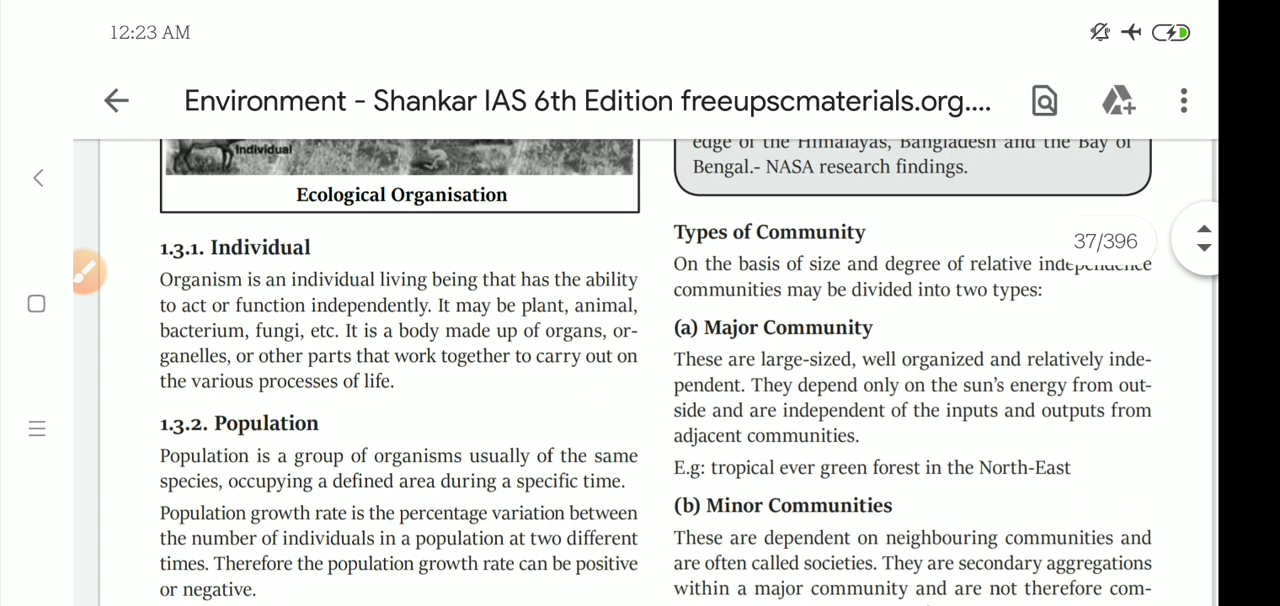 12:23 AM
Environment - Shankar IAS 6th Edition freeupscmaterials.org....
Individual
Ecological Organisation
1.3.1. Individual
Organism is an individual living being that has the ability
to act or function independently. It may be plant, animal,
bacterium, fungi, etc. It is a body made up of organs, or-
ganelles, or other parts that work together to carry out on
the various processes of life.
1.3.2. Population
Population is a group of organisms usually of the same
species, occupying a defined area during a specific time.
Population growth rate is the percentage variation between
the number of individuals in a population at two different
times. Therefore the population growth rate can be positive
or negative.
edge of the Himalayas, Bangladesh and the Bay of
Bengal.- NASA research findings.
Types of Community
37/396
On the basis of size and degree of relative independence
communities may be divided into two types:
(a) Major Community
These are large-sized, well organized and relatively inde-
pendent. They depend only on the sun's energy from out-
side and are independent of the inputs and outputs from
adjacent communities.
E.g: tropical ever green forest in the North-East
(b) Minor Communities
These are dependent on neighbouring communities and
are often called societies. They are secondary aggregations
within a major community and are not therefore com-